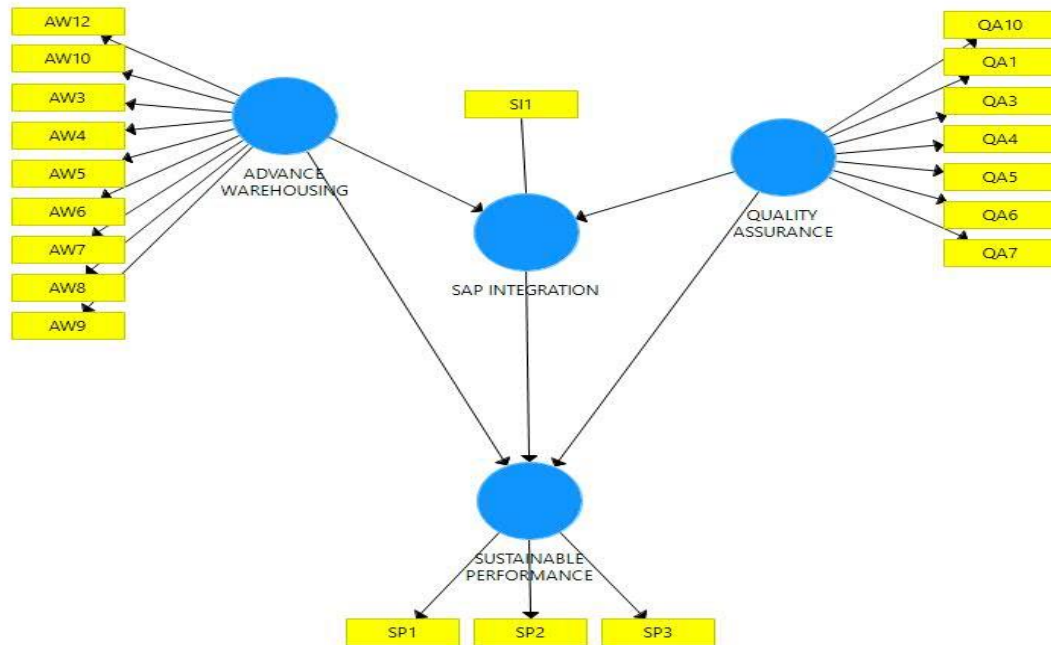 AW12
AW10
AW3
AW4
AW5
AW6
AW7
AW8
AW9
ADVANCE
WAREHOUSING
SI1
SAP INTEGRATION
QA10
QA1
QA3
QA4
QA5
QA6
QA7
QUALITY
ASSURANCE
SUSTAINABLE
PERFORMANCE
SP1
SP2
SP3